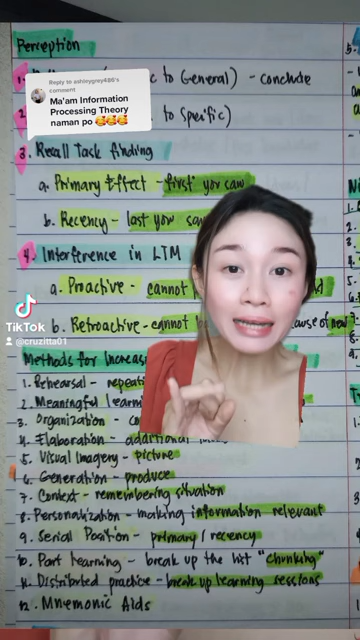 Perception
to General) - conclude
to Specific)
Reply to ashleygrey486's
comment
Ma'am Information
Processing Theory
naman po 🥰🥰🥰
3. Recall Task finding
a. Primary Effect - first you saw
b. Recency - last you saw
4. Interference in LTM
a. Proactive - cannot
b. Retroactive - cannot
cause of new
TikTok
@cruzitta01
Methods for Increas
1. Rehearsal - repeati
2. Meaningful learni
3. Organization - co
4. Elaboration - additional
5. Visual Imagery - picture
6. Generation - produce
7. Context - remembering situation
8. Personalization - making information relevant
9. Serial Position - primary / recency
10. Part learning - break up the list "chunking"
11. Distributed practice - break up learning sessions
12. Mnemonic Aids